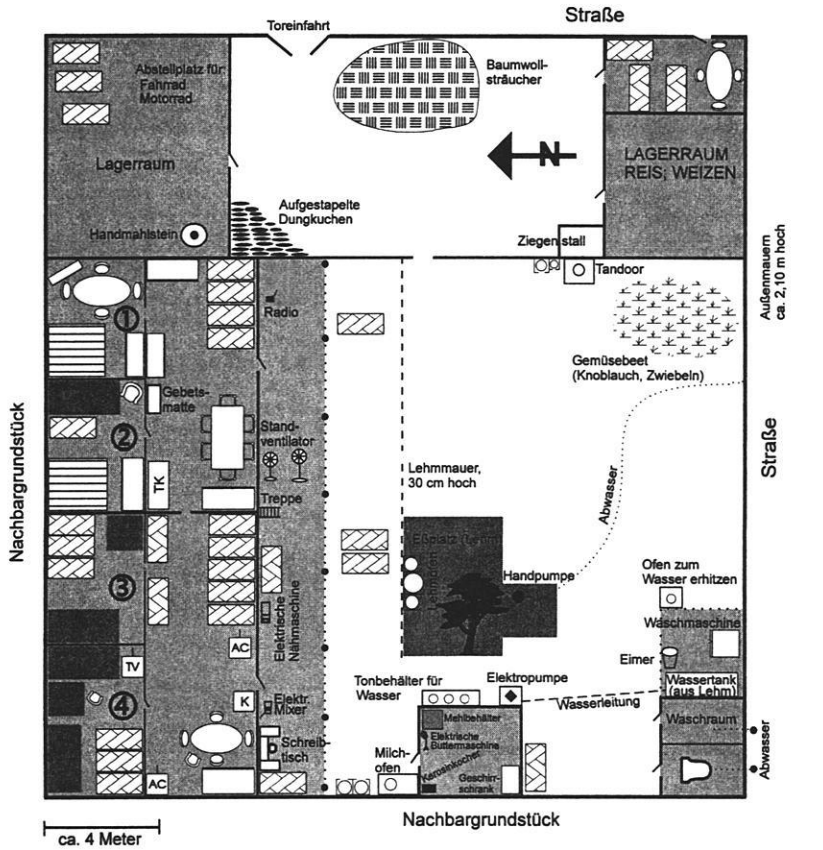 Straße
Toreinfahrt
Abstellplatz für
Fahrrad
Motorrad
Lagerraum
Handmahlstein
Baumwoll-
sträucher
N
LAGERRAUM
REIS; WEIZEN
Aufgestapelte
Dungkuchen
Ziegenstall
Tandoor
Außenmauern
ca. 2,10 m hoch
Radio
1
Gemüsebeet
(Knoblauch, Zwiebeln)
Gebets-
matte
2
Stand-
ventilator
TK
Treppe
Lehmmauer,
30 cm hoch
Abwasser
Straße
Nachbargrundstück
Eßplatz (Lehm)
Handpumpe
Ofen zum
Wasser erhitzen
3
Elektrische
Nähmaschine
Waschmaschine
AC
TV
Eimer
Wassertank
(aus Lehm)
Tonbehälter für
Wasser
Elektropumpe
Wasserleitung
4
K
Elektr.
Mixer
Mehlbehälter
Waschraum
Elektrische
Buttermaschine
Schreib-
tisch
Milch-
ofen
Kerosinkocher
Geschirr-
schrank
Abwasser
AC
Nachbargrundstück
ca. 4 Meter